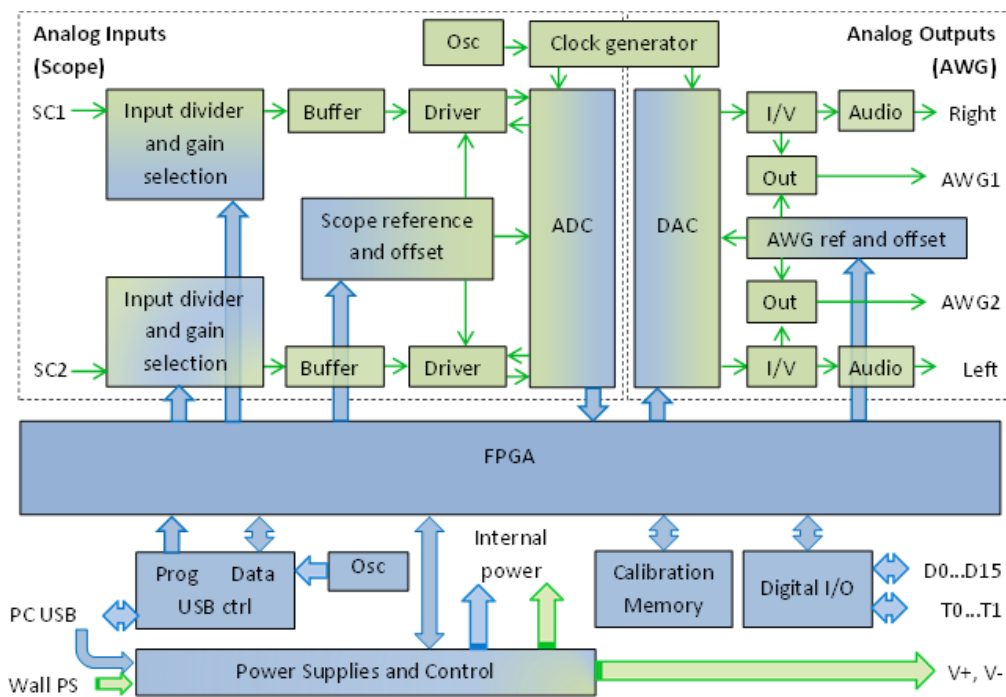 Analog Inputs
(Scope)
Osc
Clock generator
Analog Outputs
(AWG)
SC1
Input divider
and gain
selection
Buffer
Driver
ADC
DAC
I/V
Audio
Right
Out
AWG1
Scope reference
and offset
AWG ref and offset
Input divider
and gain
selection
Out
AWG2
SC2
Buffer
Driver
I/V
Audio
Left
FPGA
Prog Data
USB ctrl
Osc
Internal
power
Calibration
Memory
Digital I/O
D0...D15
T0...T1
PC USB
Wall PS
Power Supplies and Control
V+, V-